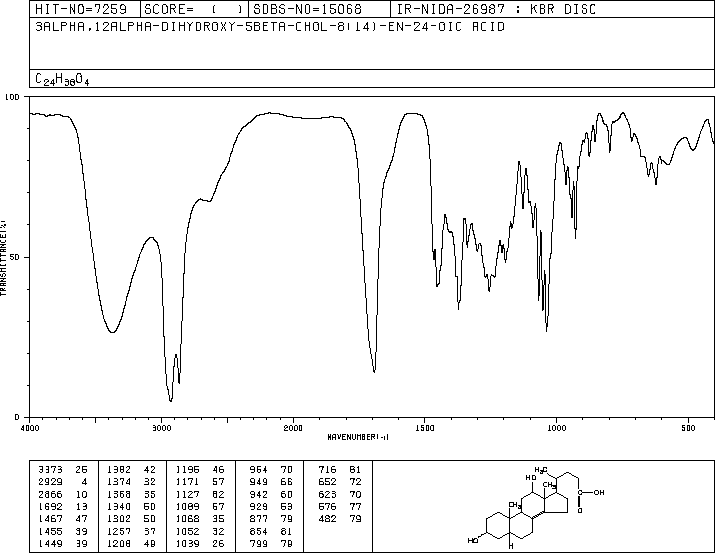 HIT-NO=7259 SCORE= ( ) SDBS-NO=15068 IR-NIDA-26987 : KBR DISC
3ALPHA,12ALPHA-DIHYDROXY-5BETA-CHOL-8(14)-EN-24-OIC ACID
C24H38O4
100
TRANSMITTANCE(%)
50
0
4000 3000 2000 1500 1000 500
WAVENUMBER(-1)
3373 26 1382 42 1196 46 964 70 716 81
2929 4 1374 32 1171 57 949 66 652 72
2866 10 1368 35 1127 62 942 60 623 70
1692 13 1340 50 1089 57 929 53 576 77
1467 47 1302 50 1068 35 877 79 482 79
1455 39 1257 37 1052 32 854 81
1449 39 1208 49 1039 26 799 79
H3C
HO
CH3
CH3
C OH
O
HO
H